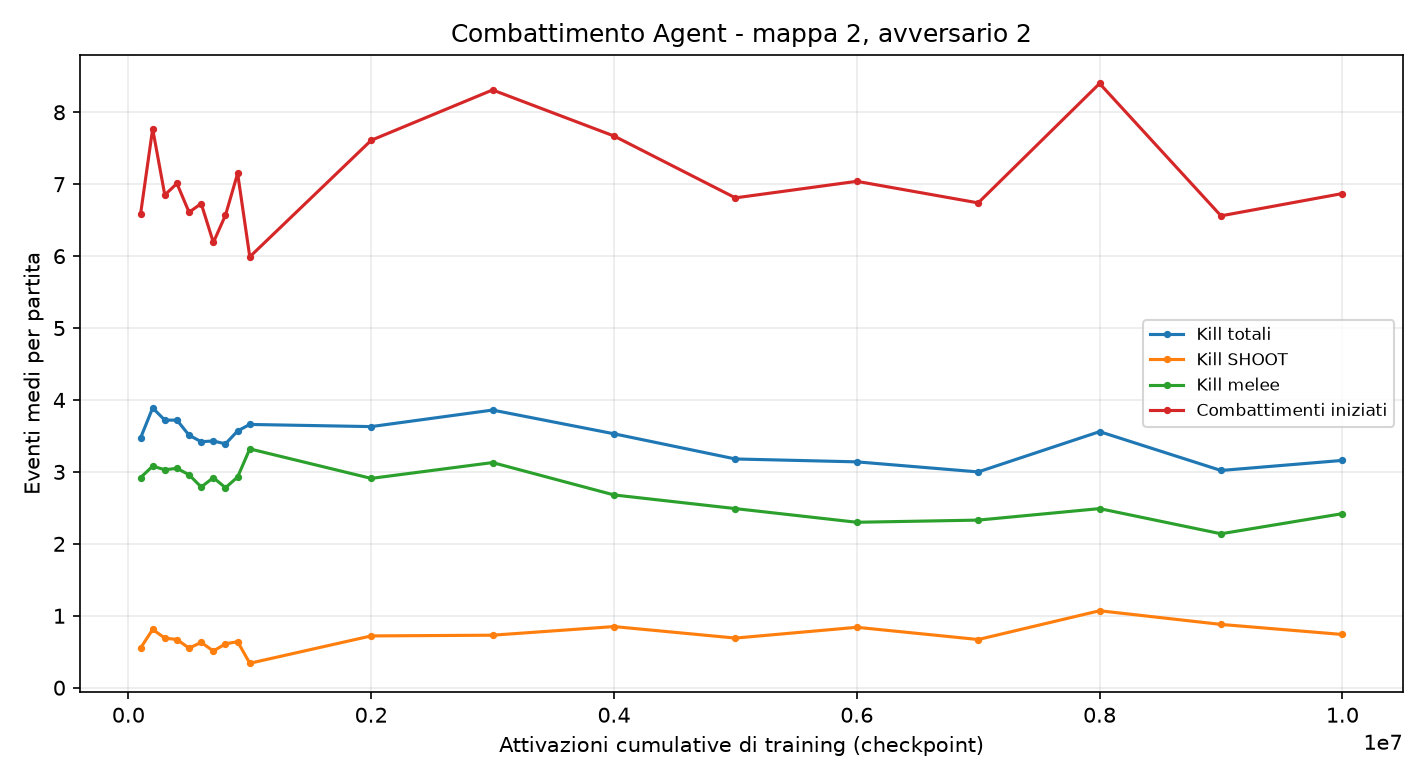 Combattimento Agent - mappa 2, avversario 2
Eventi medi per partita
8
7
6
5
4
3
2
1
0
Kill totali
Kill SHOOT
Kill melee
Combattimenti iniziati
0.0 0.2 0.4 0.6 0.8 1.0
1e7
Attivazioni cumulative di training (checkpoint)